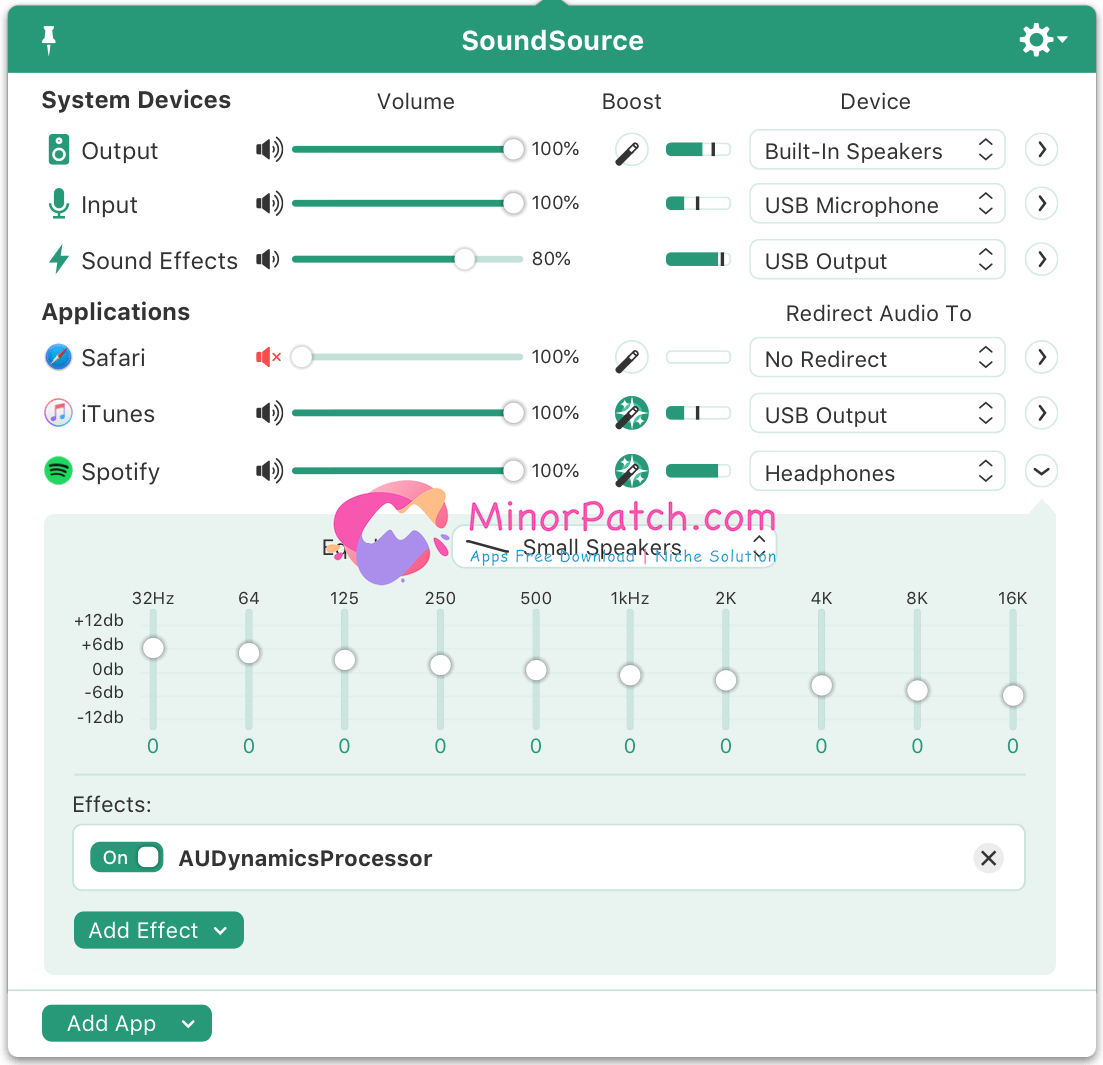 SoundSource
System Devices Volume Boost Device
Output 100% Built-In Speakers
Input 100% USB Microphone
Sound Effects 80% USB Output
Applications Redirect Audio To
Safari 100% No Redirect
iTunes 100% USB Output
Spotify 100% Headphones
MinorPatch.com
Small Speakers
Apps Free Download | Niche Solution
32Hz 64 125 250 500 1kHz 2K 4K 8K 16K
+12db
+6db
0db
-6db
-12db
0 0 0 0 0 0 0 0 0 0
Effects:
On AUDynamicsProcessor
Add Effect
Add App